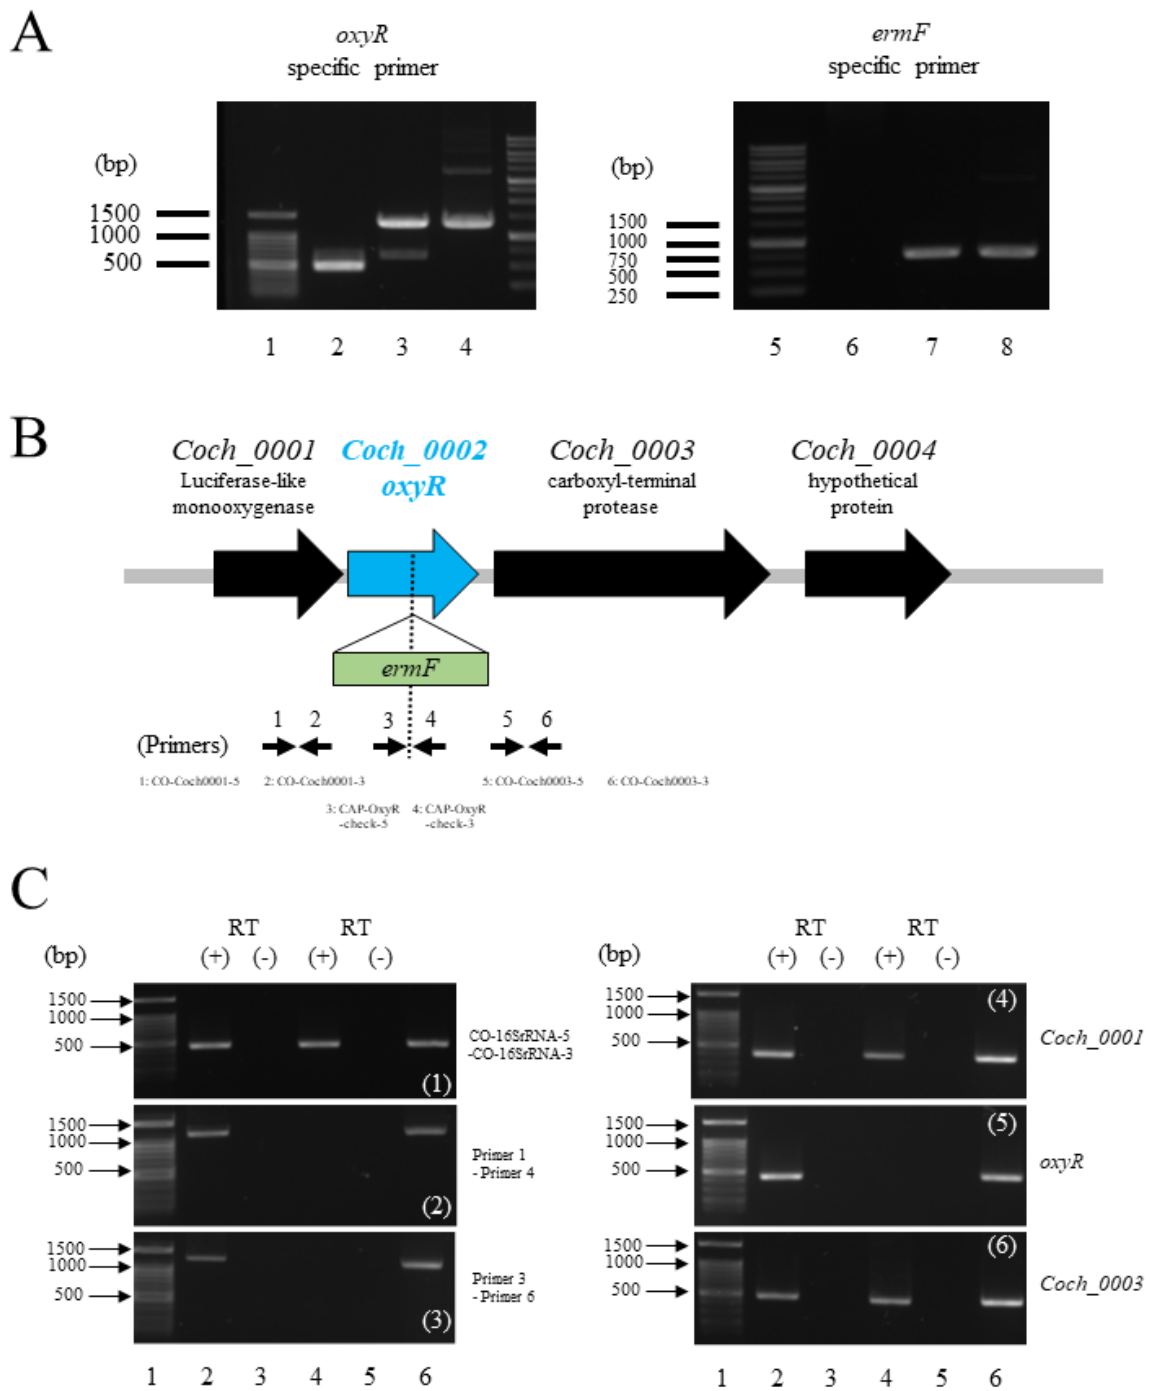 A
oxyR
specific primer
ermF
specific primer
(bp)
1500
1000
500
1 2 3 4
(bp)
1500
1000
750
500
250
5 6 7 8
B
Coch_0001
Luciferase-like
monooxygenase
Coch_0002
oxyR
Coch_0003
carboxyl-terminal
protease
Coch_0004
hypothetical
protein
ermF
(Primers)
1 2 3 4 5 6
1: CO-Coch0001-5
2: CO-Coch0001-3
3: CAP-OxyR
-check-5
4: CAP-OxyR
-check-3
5: CO-Coch0003-5
6: CO-Coch0003-3
C
RT RT
(bp) (+) (-) (+) (-)
1500
1000
500
(1)
CO-16SrRNA-5
-CO-16SrRNA-3
1500
1000
500
(2)
Primer 1
- Primer 4
1500
1000
500
(3)
Primer 3
- Primer 6
1 2 3 4 5 6
RT RT
(bp) (+) (-) (+) (-)
1500
1000
500
(4)
Coch_0001
1500
1000
500
(5)
oxyR
1500
1000
500
(6)
Coch_0003
1 2 3 4 5 6